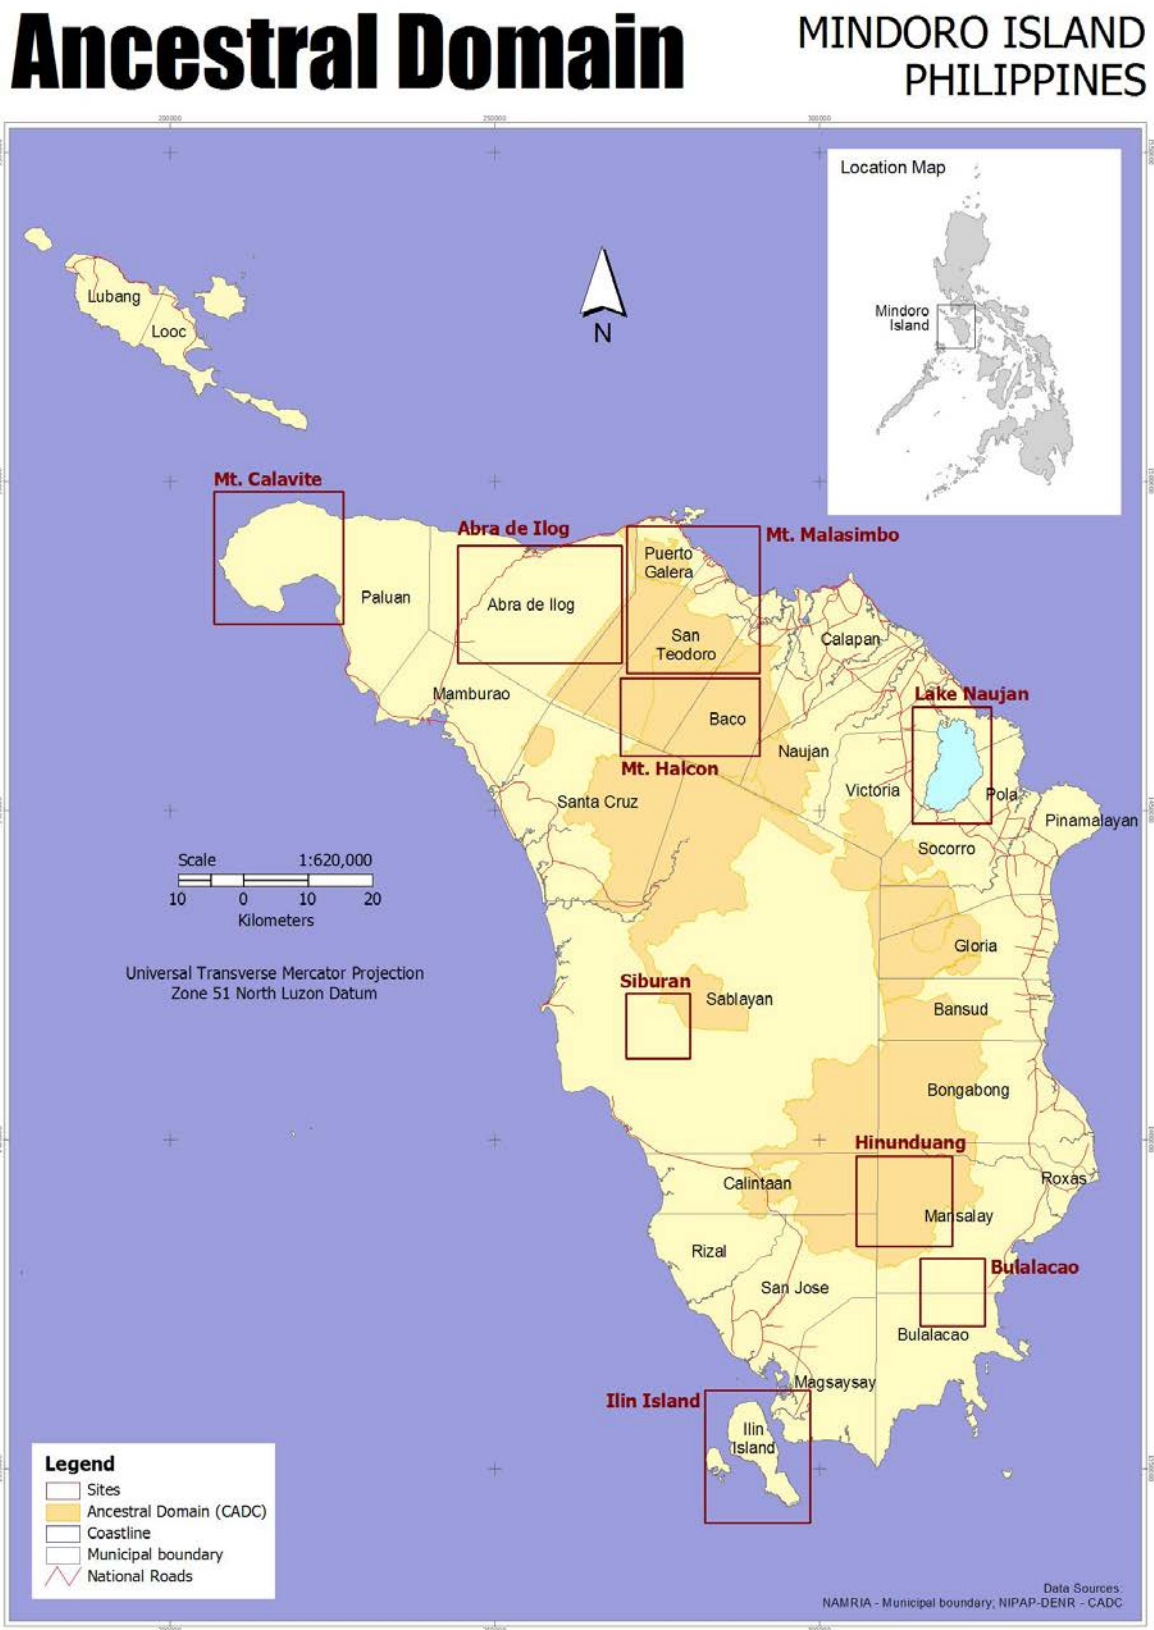 Ancestral Domain
MINDORO ISLAND
PHILIPPINES
200000
250000
300000
Location Map
Mindoro
Island
Lubang
Looc
N
Mt. Calavite
Abra de Ilog
Mt. Malasimbo
Puerto
Galera
Paluan
Abra de Ilog
San
Teodoro
Calapan
Mamburao
Lake Naujan
Baco
Naujan
Mt. Halcon
Victoria
Pola
Santa Cruz
Pinamalayan
Socorro
Scale
1:620,000
10
0
10
20
Kilometers
Gloria
Universal Transverse Mercator Projection
Zone 51 North Luzon Datum
Siburan
Sablayan
Bansud
Bongabong
Hinunduang
Calintaan
Roxas
Mansalay
Rizal
Bulalacao
San Jose
Bulalacao
Magsaysay
Ilin Island
Ilin
Island
Legend
Sites
Ancestral Domain (CADC)
Coastline
Municipal boundary
National Roads
Data Sources:
NAMRIA - Municipal boundary; NIPAP-DENR - CADC